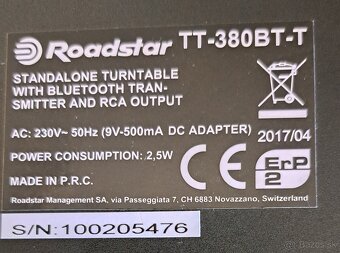 Roadstar TT-380BT-T
STANDALONE TURNTABLE
WITH BLUETOOTH TRAN-
SMITTER AND RCA OUTPUT
AC: 230V~ 50Hz (9V-500mA DC ADAPTER)
2017/04
POWER CONSUMPTION: 2,5W
CE
ErP
2
MADE IN P.R.C.
Roadstar Management SA, via Passeggiata 7, CH 6883 Novazzano, Switzerland
S/N:100205476